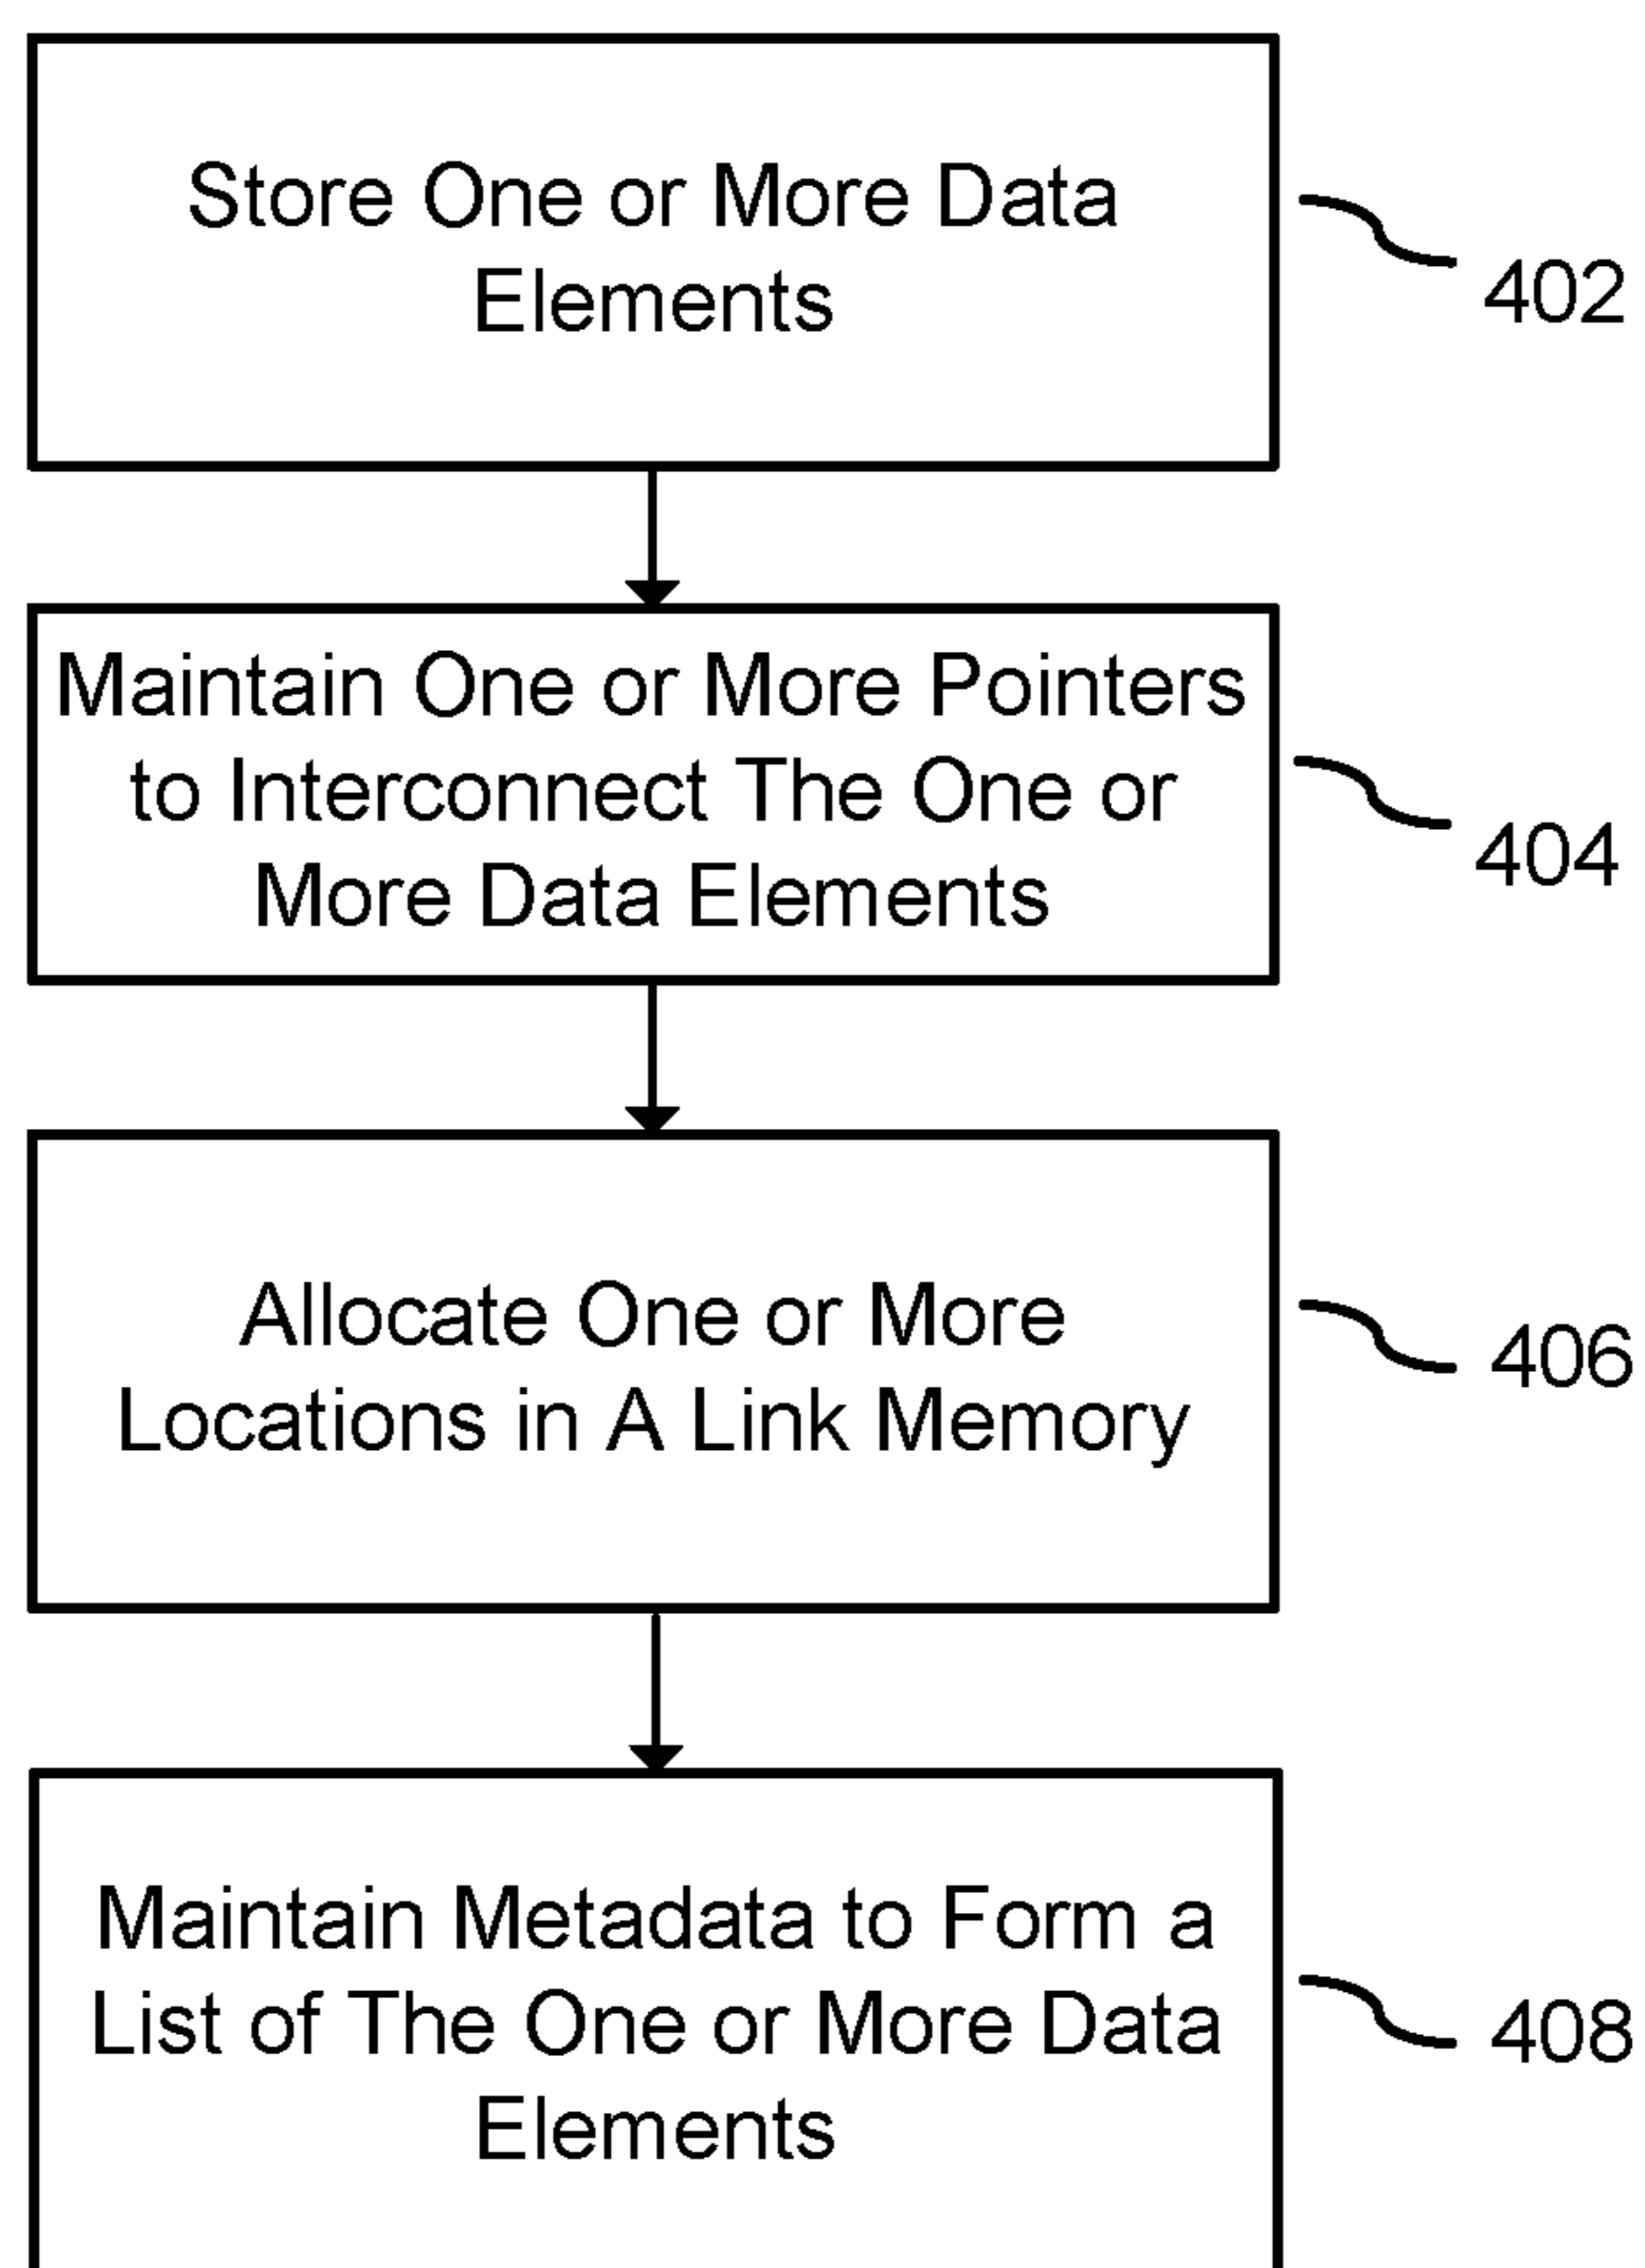 Store One or More Data
Elements
402
Maintain One or More Pointers
to Interconnect The One or
More Data Elements
404
Allocate One or More
Locations in A Link Memory
406
Maintain Metadata to Form a
List of The One or More Data
Elements
408